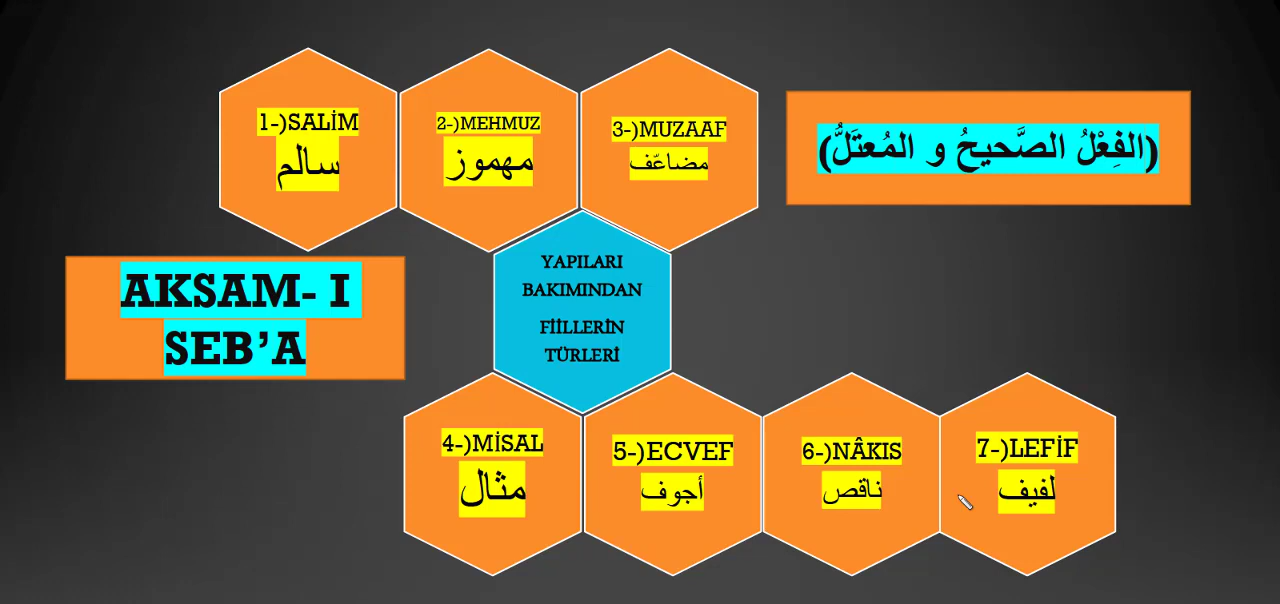 1-)SALİM
سالم
2-)MEHMUZ
مهموز
3-)MUZAAF
مضاعّف
(الفِعْلُ الصَّحيحُ و المُعتَلُّ)
AKSAM- I
SEB’A
YAPILARI
BAKIMINDAN
FİİLLERİN
TÜRLERİ
4-)MİSAL
مثال
5-)ECVEF
أجوف
6-)NÂKIS
ناقص
7-)LEFİF
لفيف